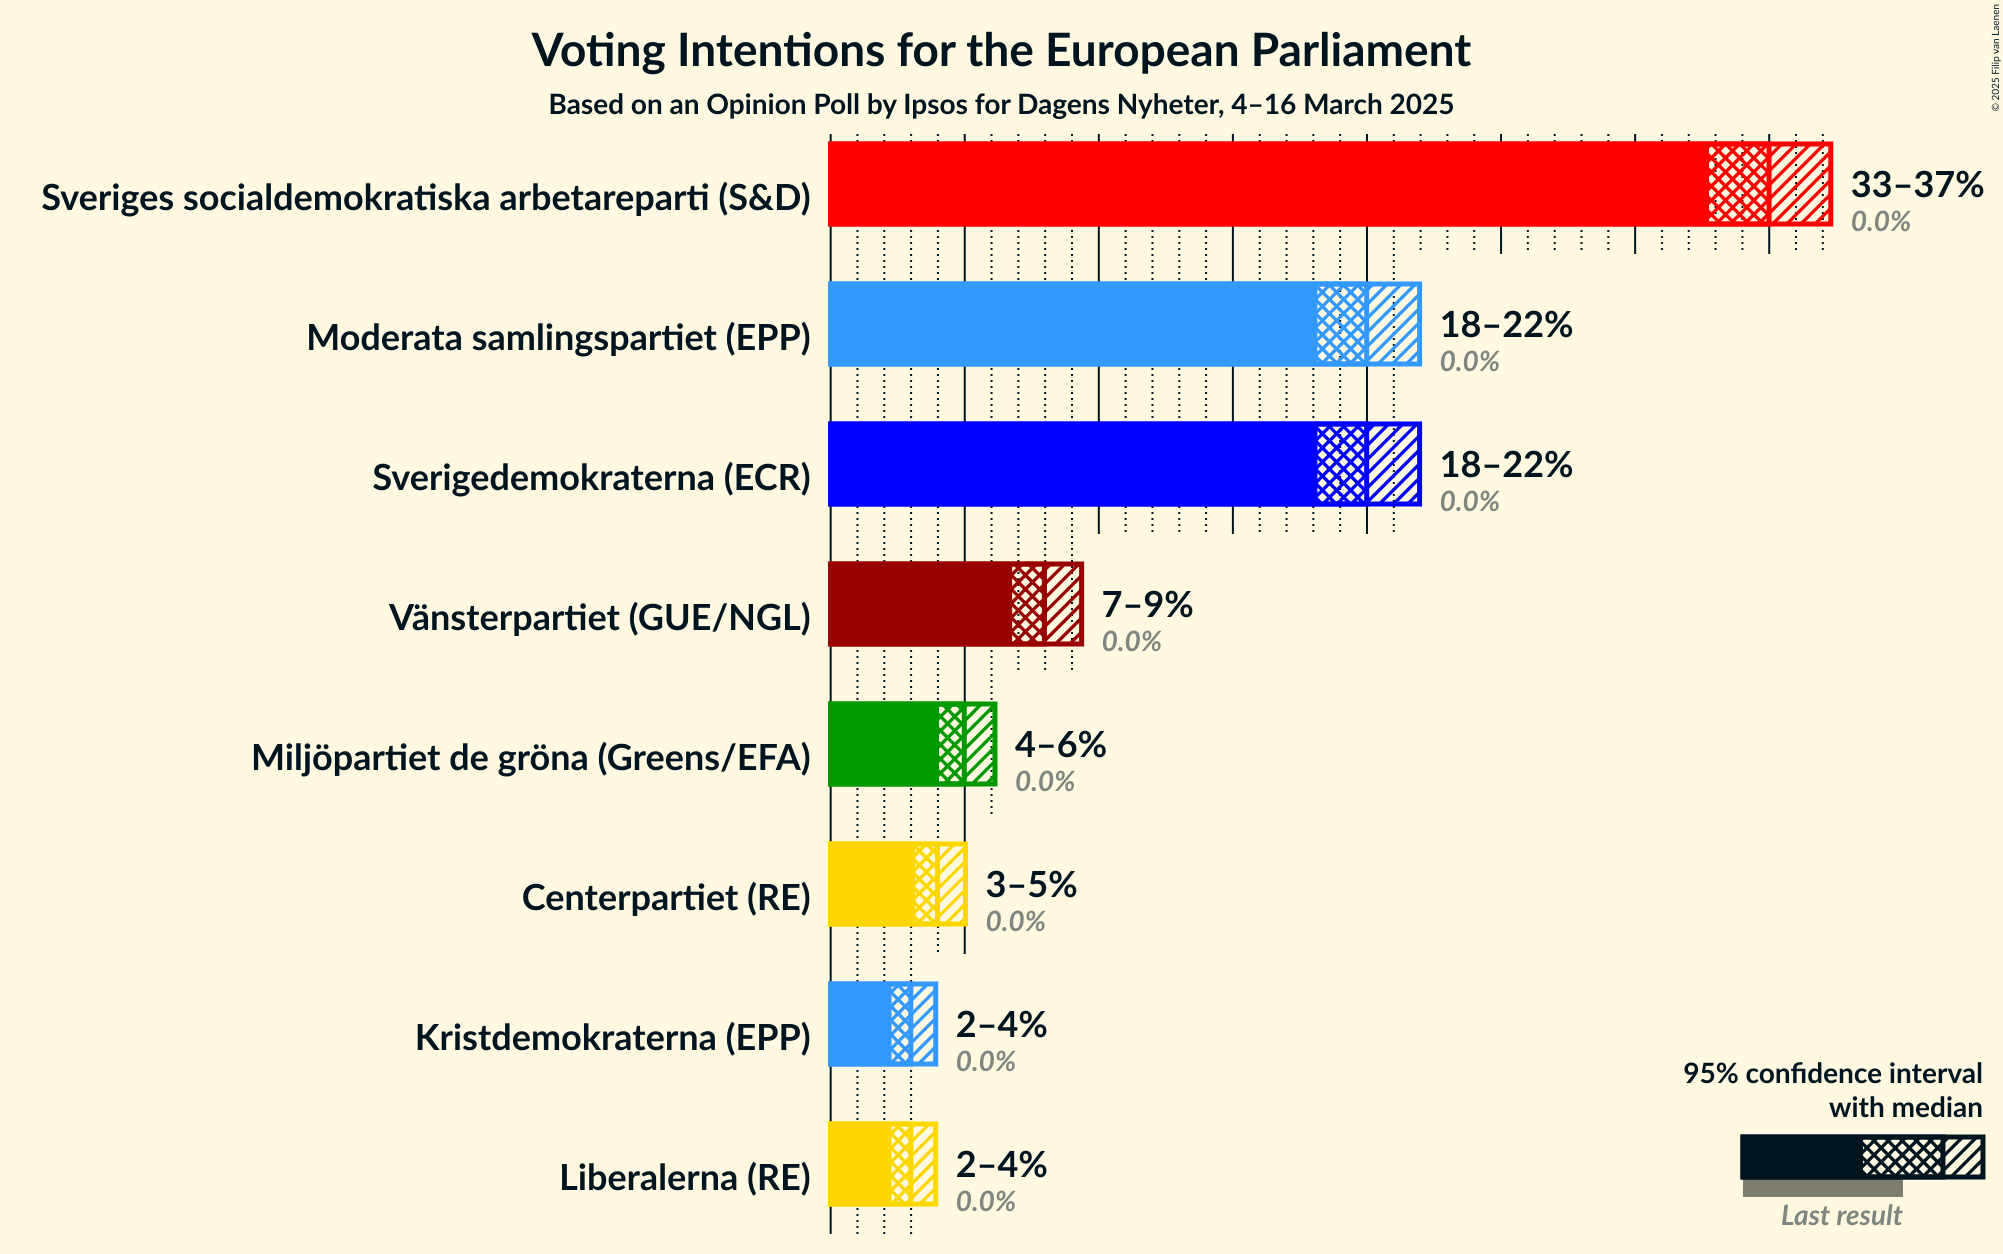 Voting Intentions for the European Parliament
Based on an Opinion Poll by Ipsos for Dagens Nyheter, 4–16 March 2025
© 2025 Filip van Laenen
Sveriges socialdemokratiska arbetareparti (S&D)
33–37%
0.0%
Moderata samlingspartiet (EPP)
18–22%
0.0%
Sverigedemokraterna (ECR)
18–22%
0.0%
Vänsterpartiet (GUE/NGL)
7–9%
0.0%
Miljöpartiet de gröna (Greens/EFA)
4–6%
0.0%
Centerpartiet (RE)
3–5%
0.0%
Kristdemokraterna (EPP)
2–4%
0.0%
Liberalerna (RE)
2–4%
0.0%
95% confidence interval
with median
Last result